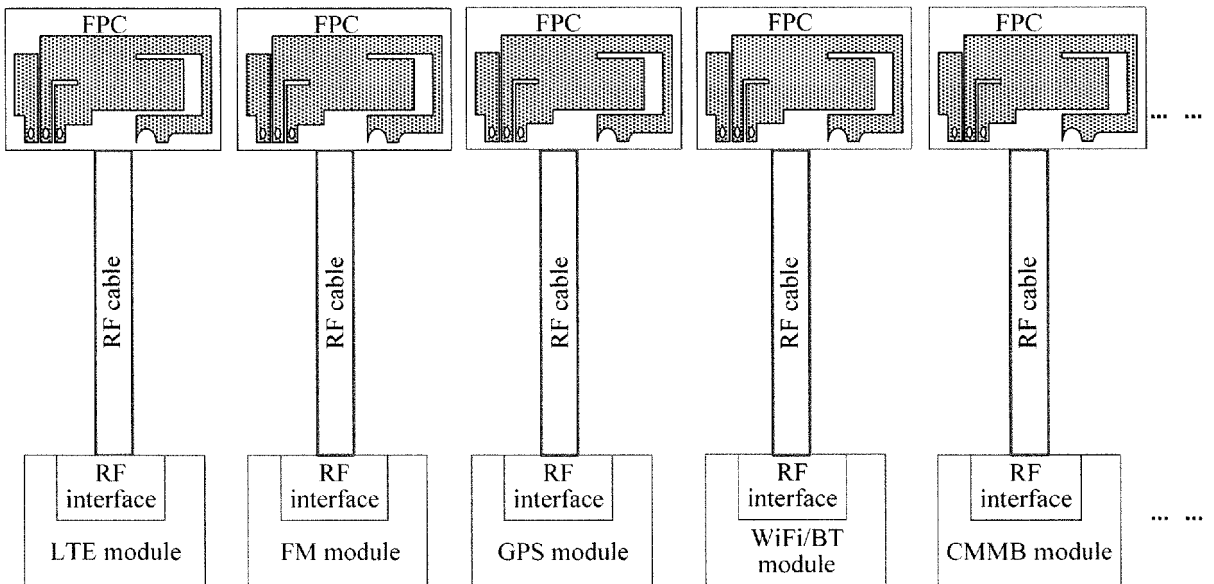 FPC
FPC
FPC
FPC
FPC
... ...
RF cable
RF cable
RF cable
RF cable
RF cable
RF
interface
LTE module
RF
interface
FM module
RF
interface
GPS module
RF
interface
WiFi/BT
module
RF
interface
CMMB module
... ...